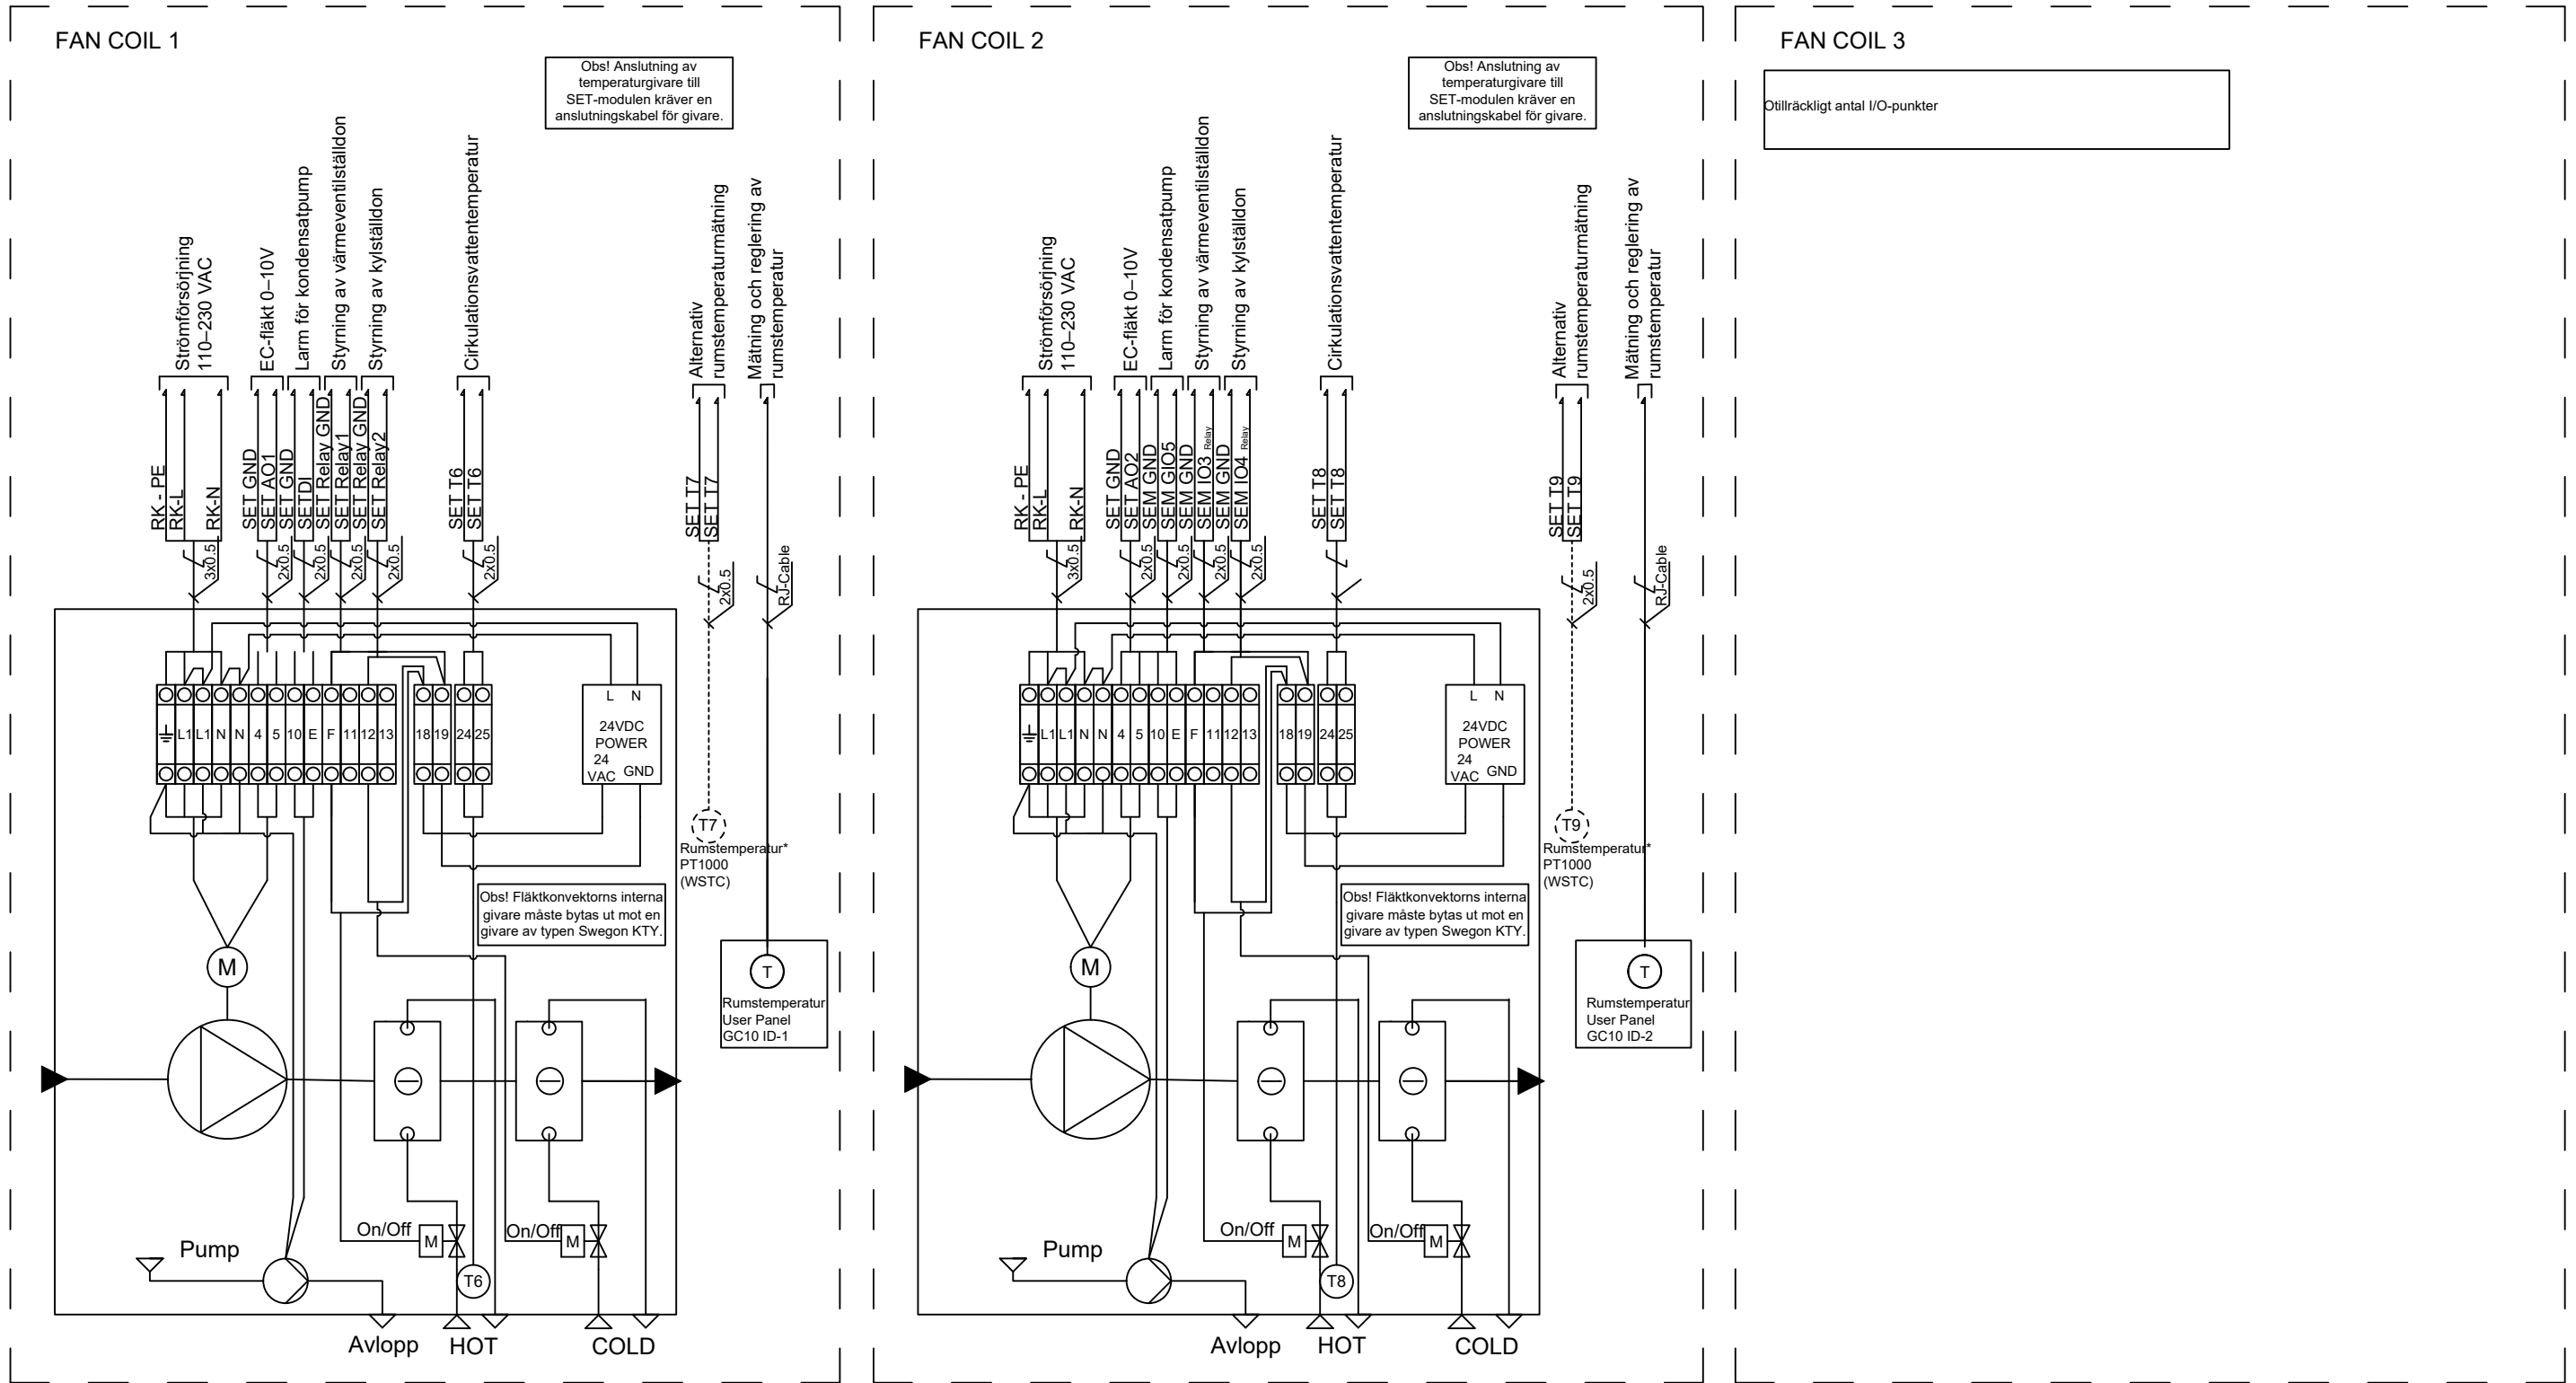 FAN COIL 1
Obs! Anslutning av
temperaturgivare till
SET-modulen kräver en
anslutningskabel för givare.
Strömförsörjning
110–230 VAC
EC-fläkt 0–10V
Larm för kondensatpump
Styrning av värmeventilställdon
Styrning av kylställdon
Cirkulationsvattentemperatur
Alternativ
rumstemperaturmätning
Mätning och reglering av
rumstemperatur
RK - PE
RK-L
RK-N
SET GND
SET AO1
SET GND
SETDI
SET Relay GND
SET Relay1
SET Relay GND
SET Relay2
SET T6
SET T6
SET T7
SET T7
3x0.5
2x0.5
2x0.5
2x0.5
2x0.5
2x0.5
2x0.5
RJ-Cable
L1 L1 N N 4 5 10 E F 11 12 13 18 19 24 25
L N
24VDC
POWER
24
VAC GND
T7
Rumstemperatur*
PT1000
(WSTC)
Obs! Fläktkonvektorns interna
givare måste bytas ut mot en
givare av typen Swegon KTY.
M
T
Rumstemperatur
User Panel
GC10 ID-1
On/Off
M
On/Off
M
Pump
T6
Avlopp
HOT
COLD
FAN COIL 2
Obs! Anslutning av
temperaturgivare till
SET-modulen kräver en
anslutningskabel för givare.
Strömförsörjning
110–230 VAC
EC-fläkt 0–10V
Larm för kondensatpump
Styrning av värmeventilställdon
Styrning av kylställdon
Cirkulationsvattentemperatur
Alternativ
rumstemperaturmätning
Mätning och reglering av
rumstemperatur
RK - PE
RK-L
RK-N
SET GND
SET AO2
SEM GND
SEM GIO5
SEM GND
SEM IO3 Relay
SEM GND
SEM IO4 Relay
SET T8
SET T8
SET T9
SET T9
3x0.5
2x0.5
2x0.5
2x0.5
2x0.5
2x0.5
RJ-Cable
L1 L1 N N 4 5 10 E F 11 12 13 18 19 24 25
L N
24VDC
POWER
24
VAC GND
T9
Rumstemperatur*
PT1000
(WSTC)
Obs! Fläktkonvektorns interna
givare måste bytas ut mot en
givare av typen Swegon KTY.
M
T
Rumstemperatur
User Panel
GC10 ID-2
On/Off
M
On/Off
M
Pump
T8
Avlopp
HOT
COLD
FAN COIL 3
Otillräckligt antal I/O-punkter